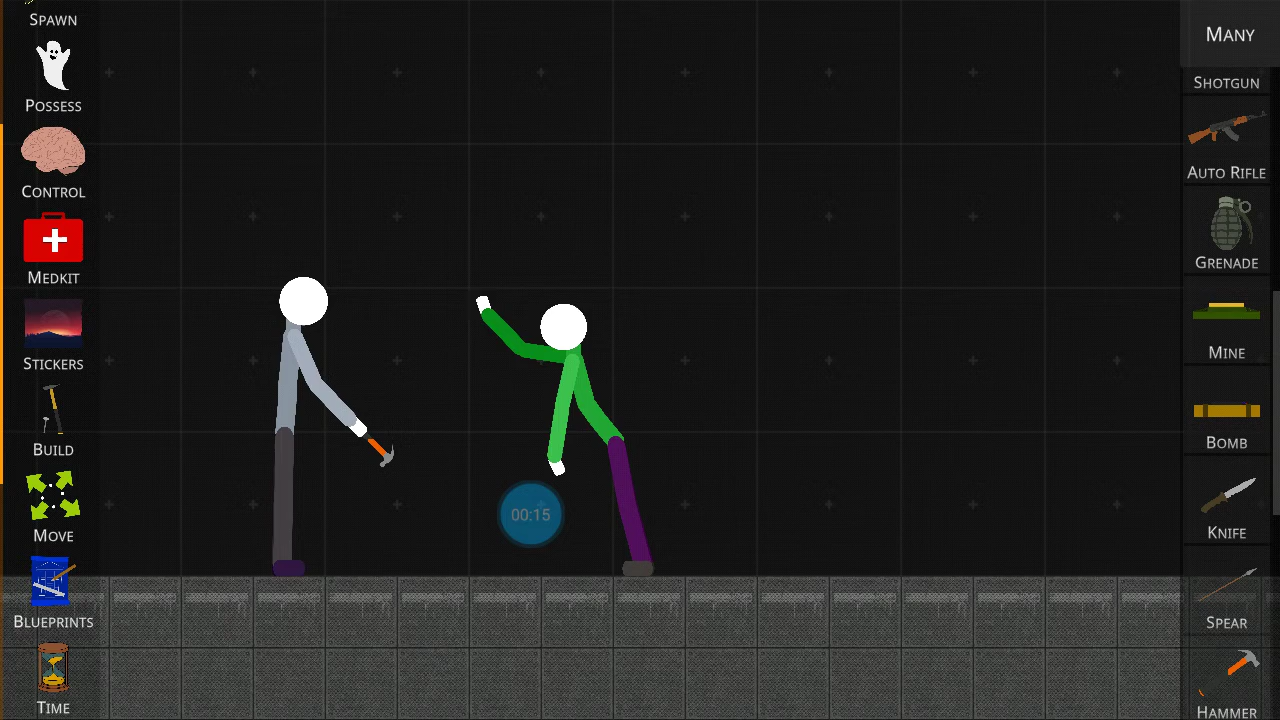 SPAWN
POSSESS
CONTROL
MEDKIT
STICKERS
BUILD
MOVE
BLUEPRINTS
TIME
00:15
MANY
SHOTGUN
AUTO RIFLE
GRENADE
MINE
BOMB
KNIFE
SPEAR
HAMMER